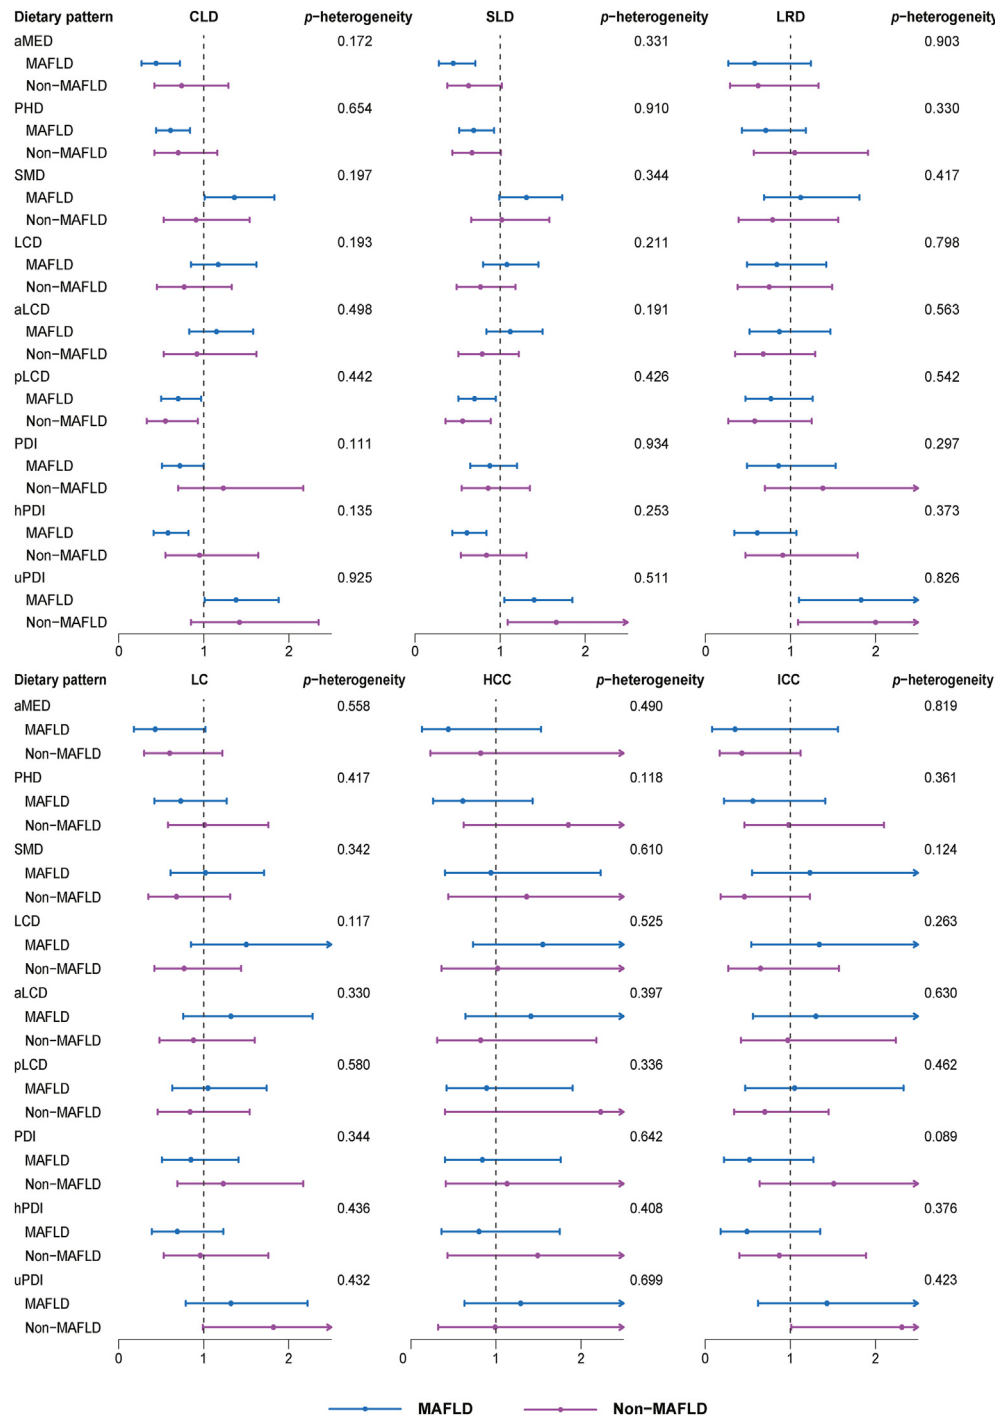 Dietary pattern CLD p−heterogeneity SLD p−heterogeneity LRD p−heterogeneity
aMED 0.172 0.331 0.903
MAFLD
Non−MAFLD
PHD 0.654 0.910 0.330
MAFLD
Non−MAFLD
SMD 0.197 0.344 0.417
MAFLD
Non−MAFLD
LCD 0.193 0.211 0.798
MAFLD
Non−MAFLD
aLCD 0.498 0.191 0.563
MAFLD
Non−MAFLD
pLCD 0.442 0.426 0.542
MAFLD
Non−MAFLD
PDI 0.111 0.934 0.297
MAFLD
Non−MAFLD
hPDI 0.135 0.253 0.373
MAFLD
Non−MAFLD
uPDI 0.925 0.511 0.826
MAFLD
Non−MAFLD
0 1 2 0 1 2 0 1 2
Dietary pattern LC p−heterogeneity HCC p−heterogeneity ICC p−heterogeneity
aMED 0.558 0.490 0.819
MAFLD
Non−MAFLD
PHD 0.417 0.118 0.361
MAFLD
Non−MAFLD
SMD 0.342 0.610 0.124
MAFLD
Non−MAFLD
LCD 0.117 0.525 0.263
MAFLD
Non−MAFLD
aLCD 0.330 0.397 0.630
MAFLD
Non−MAFLD
pLCD 0.580 0.336 0.462
MAFLD
Non−MAFLD
PDI 0.344 0.642 0.089
MAFLD
Non−MAFLD
hPDI 0.436 0.408 0.376
MAFLD
Non−MAFLD
uPDI 0.432 0.699 0.423
MAFLD
Non−MAFLD
0 1 2 0 1 2 0 1 2
MAFLD Non−MAFLD